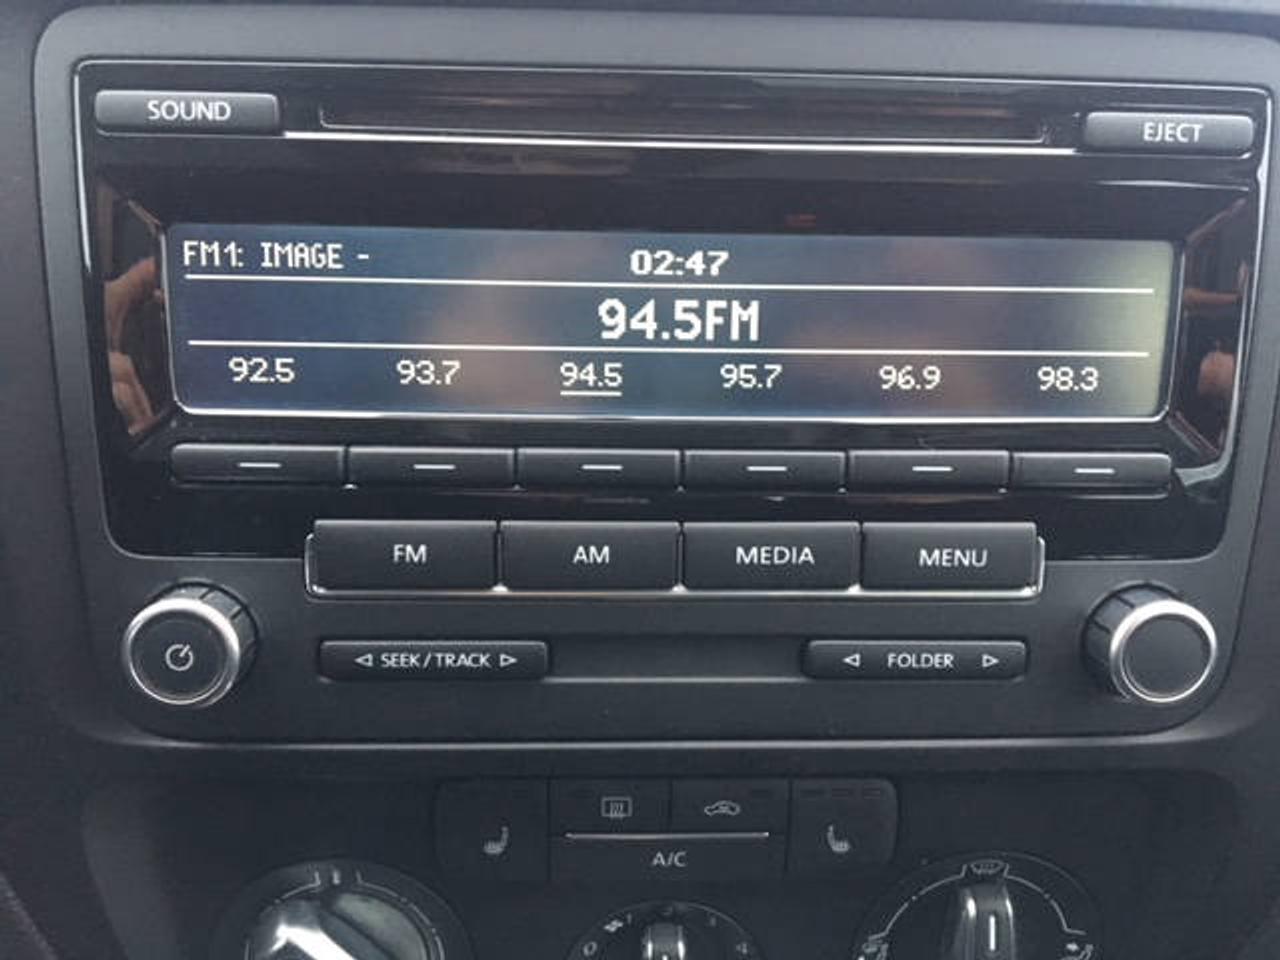 SOUND
EJECT
FM1: IMAGE -
02:47
94.5FM
92.5 93.7 94.5 95.7 96.9 98.3
FM AM MEDIA MENU
SEEK / TRACK
FOLDER
A/C